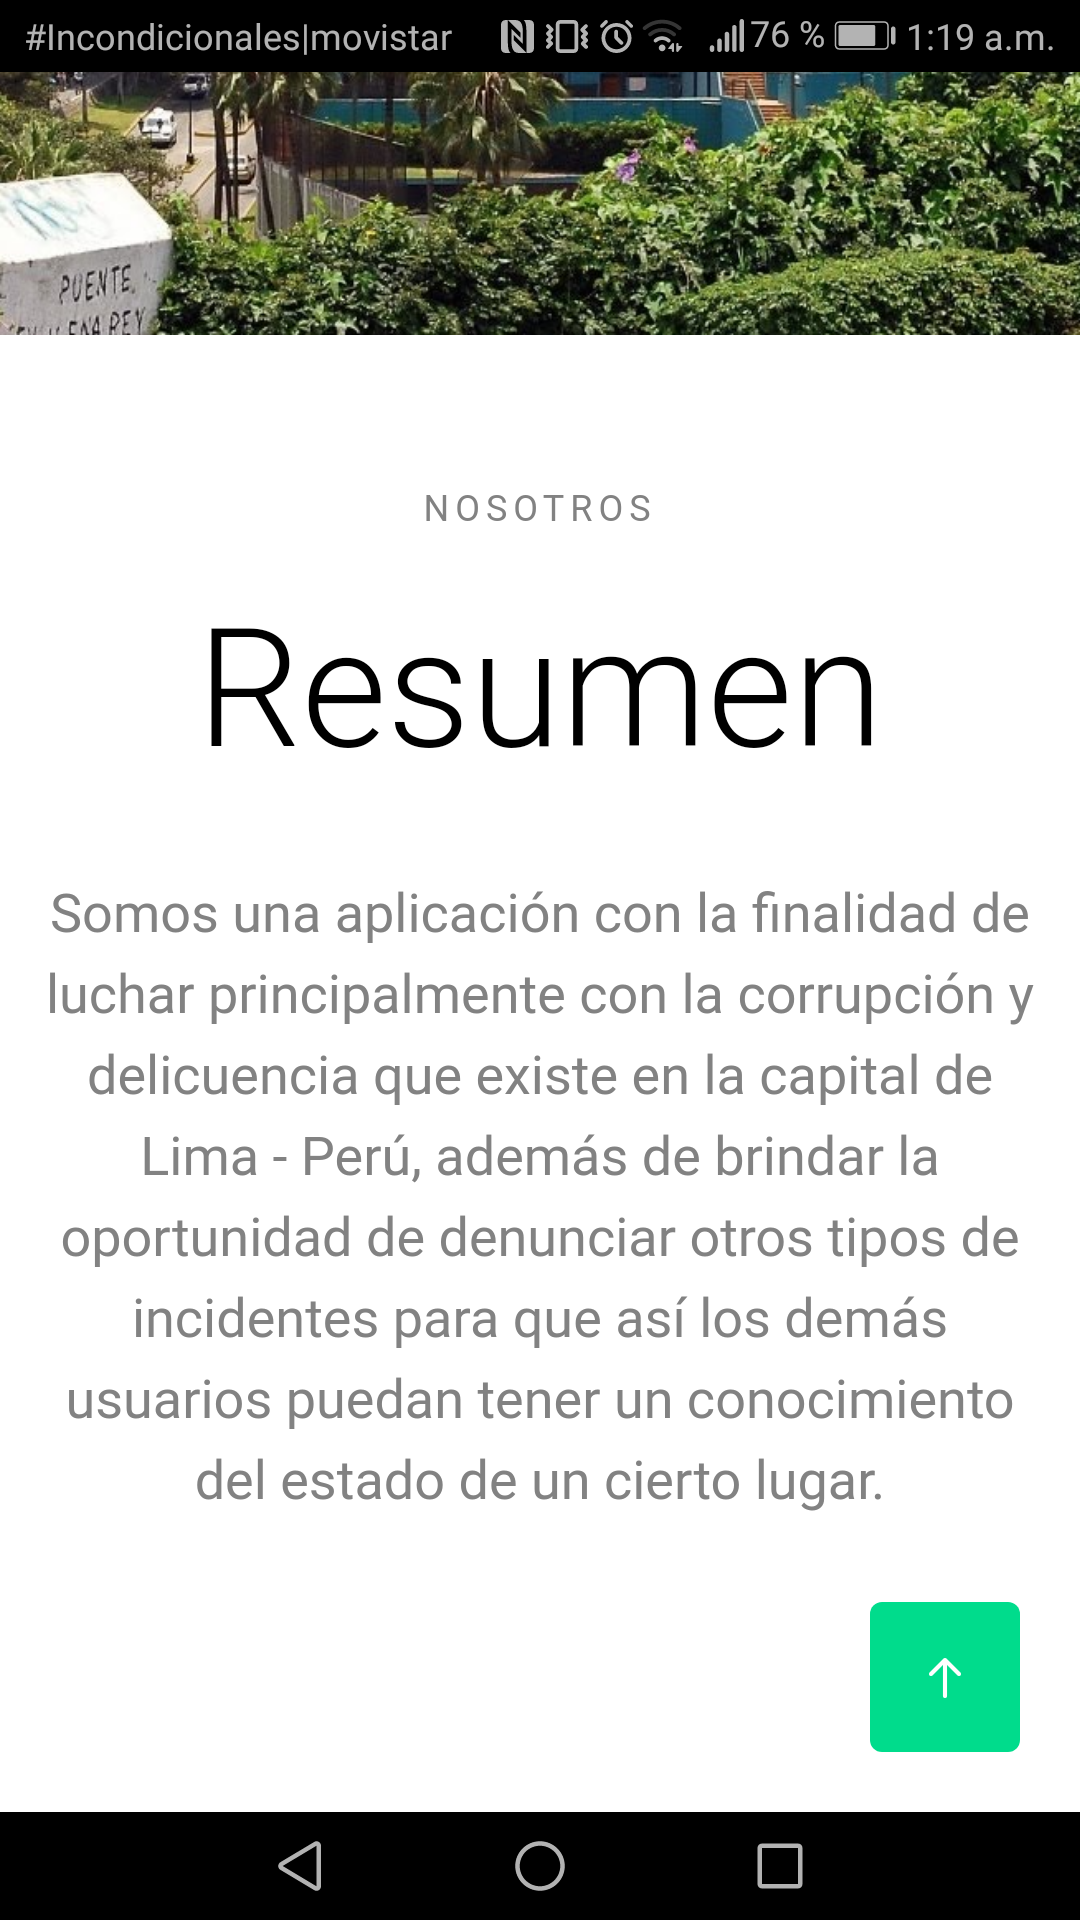 #Incondicionales|movistar 76 % 1:19 a.m.
PUENTE
REY
NOSOTROS
Resumen
Somos una aplicación con la finalidad de
luchar principalmente con la corrupción y
delicuencia que existe en la capital de
Lima - Perú, además de brindar la
oportunidad de denunciar otros tipos de
incidentes para que así los demás
usuarios puedan tener un conocimiento
del estado de un cierto lugar.